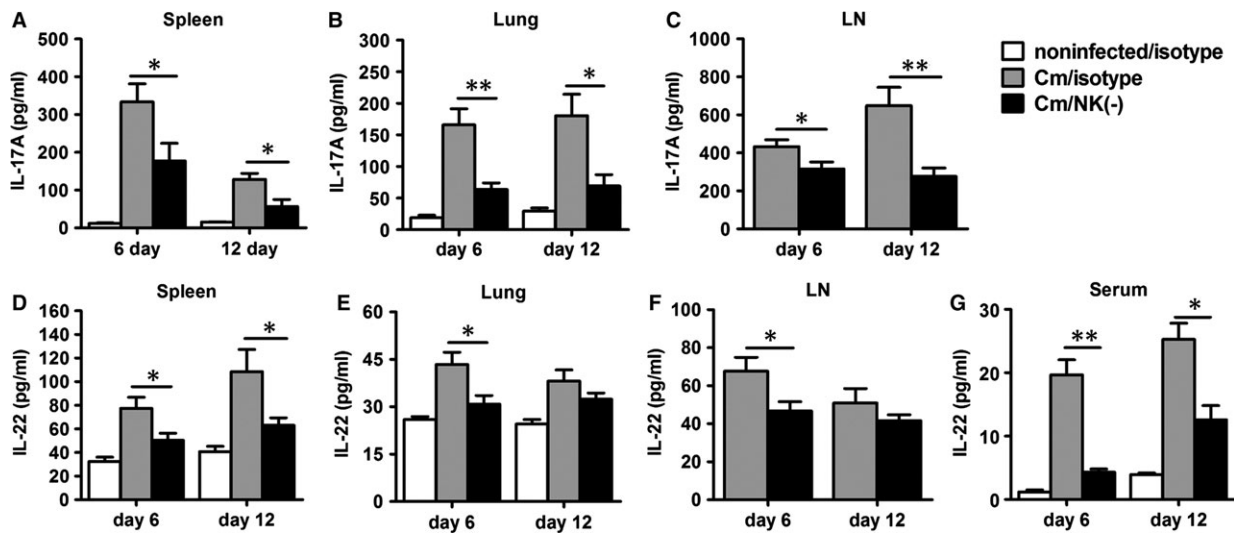 A
Spleen
IL-17A (pg/ml)
500
400
300
200
100
0
*
*
6 day
12 day
B
Lung
IL-17A (pg/ml)
300
250
200
150
100
50
0
**
*
day 6
day 12
C
LN
IL-17A (pg/ml)
1000
800
600
400
200
0
*
**
day 6
day 12
noninfected/isotype
Cm/isotype
Cm/NK(-)
D
Spleen
IL-22 (pg/ml)
160
140
120
100
80
60
40
20
0
*
*
day 6
day 12
E
Lung
IL-22 (pg/ml)
60
45
30
15
0
*
day 6
day 12
F
LN
IL-22 (pg/ml)
100
80
60
40
20
0
*
day 6
day 12
G
Serum
IL-22 (pg/ml)
30
20
10
0
**
*
day 6
day 12